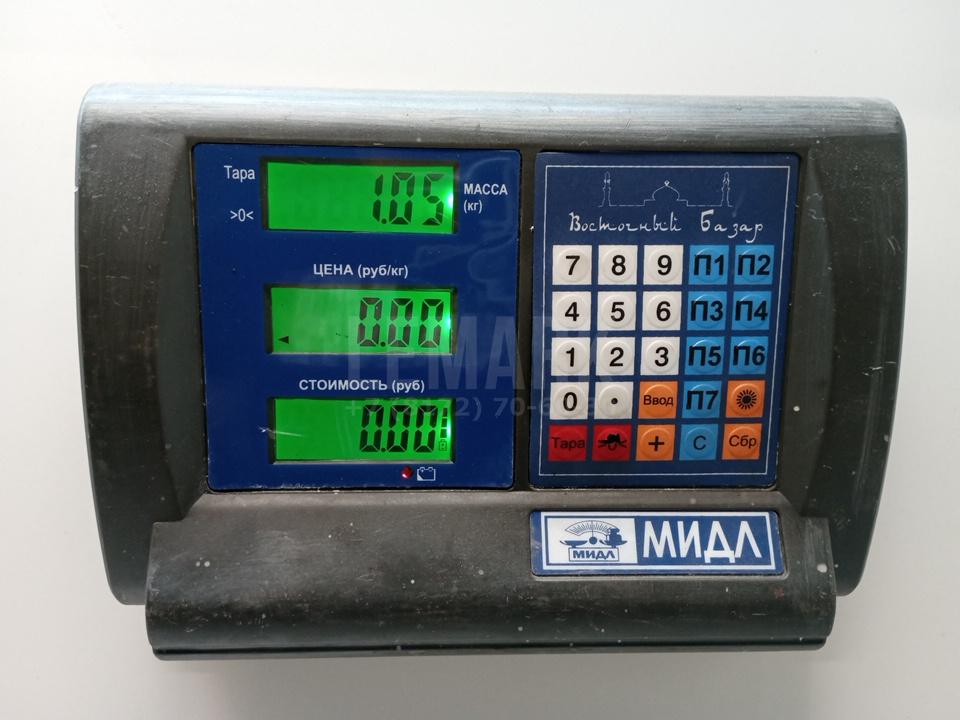 Тара
1.05
МАССА
(кг)
>0<
ЦЕНА (руб/кг)
0.00
СТОИМОСТЬ (руб)
0.00
Восточный Базар
7 8 9 П1 П2
4 5 6 П3 П4
1 2 3 П5 П6
0 . Ввод П7
Тара + C Сбр
МИДЛ
МИДЛ